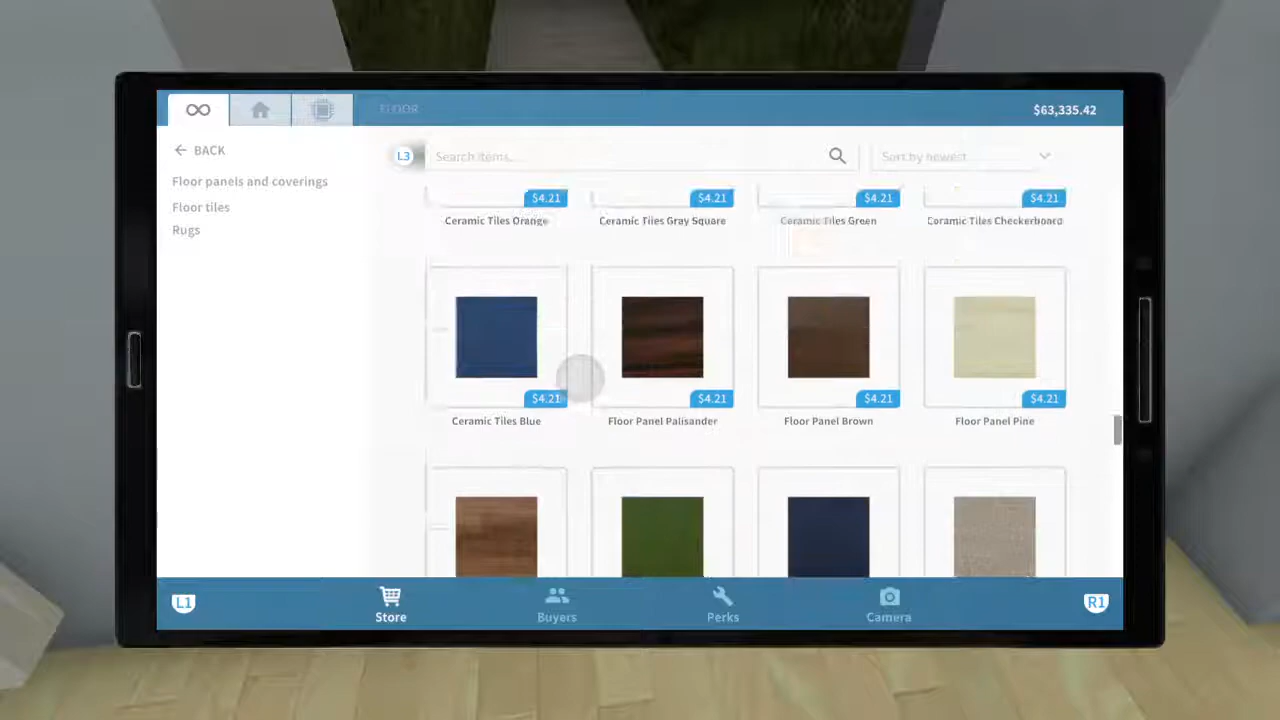 FLOOR
$63,335.42
BACK
Floor panels and coverings
Floor tiles
Rugs
L3
Search items...
Sort by newest
$4.21 $4.21 $4.21 $4.21
Ceramic Tiles Orange Ceramic Tiles Gray Square Ceramic Tiles Green Ceramic Tiles Checkerboard
$4.21 $4.21 $4.21 $4.21
Ceramic Tiles Blue Floor Panel Palisander Floor Panel Brown Floor Panel Pine
L1
Store
Buyers
Perks
Camera
R1